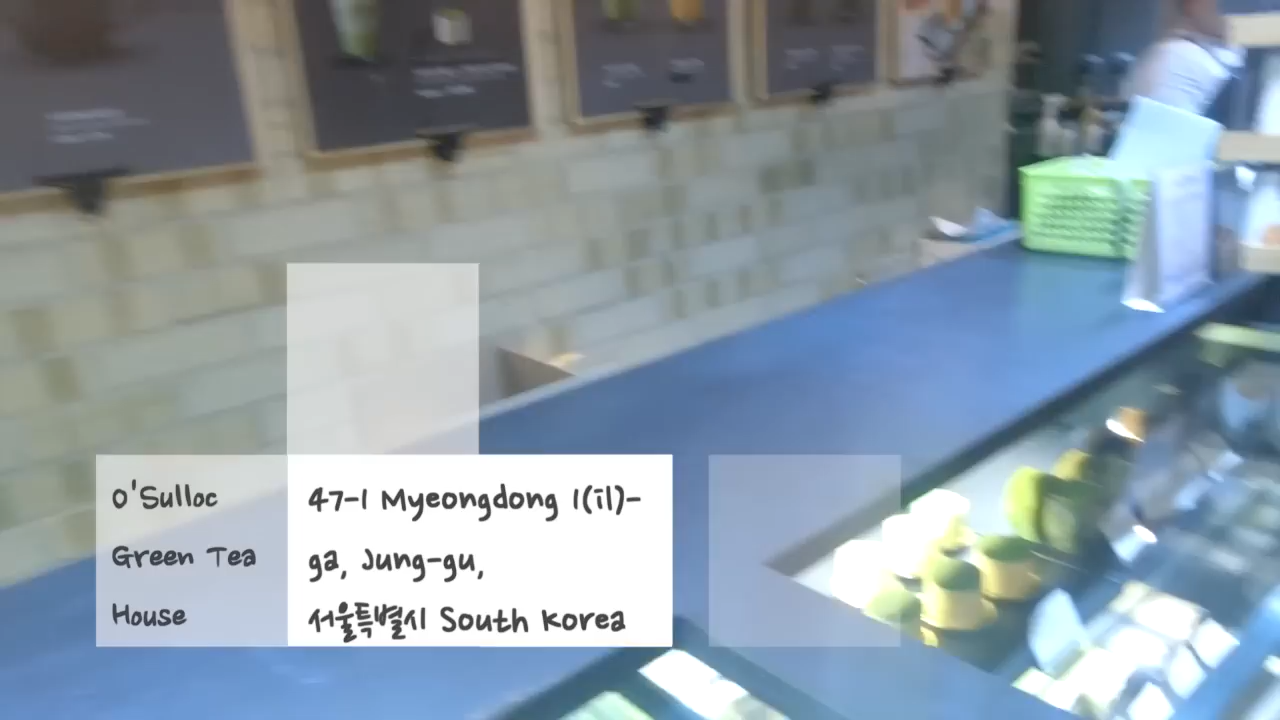 O'Sulloc
Green Tea
House
47-1 Myeongdong 1(il)-
ga, Jung-gu,
서울특별시 South Korea